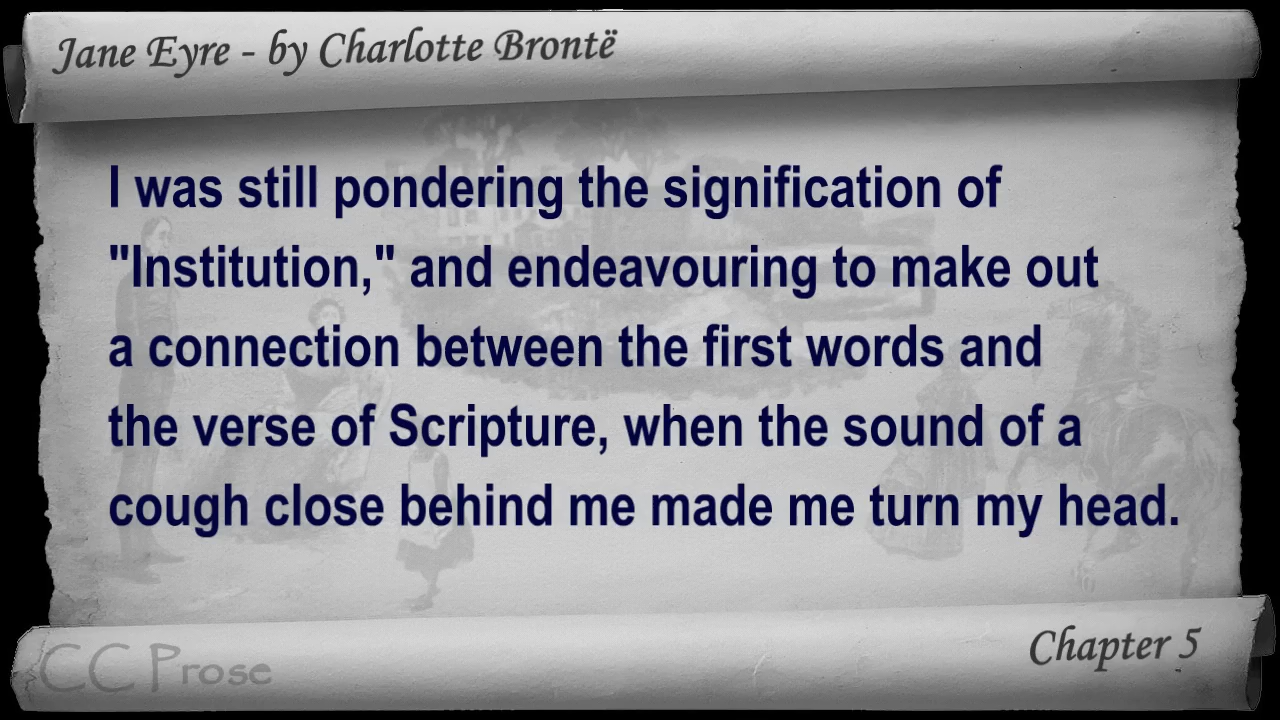 Jane Eyre - by Charlotte Brontë
I was still pondering the signification of
"Institution," and endeavouring to make out
a connection between the first words and
the verse of Scripture, when the sound of a
cough close behind me made me turn my head.
Chapter 5
CC Prose